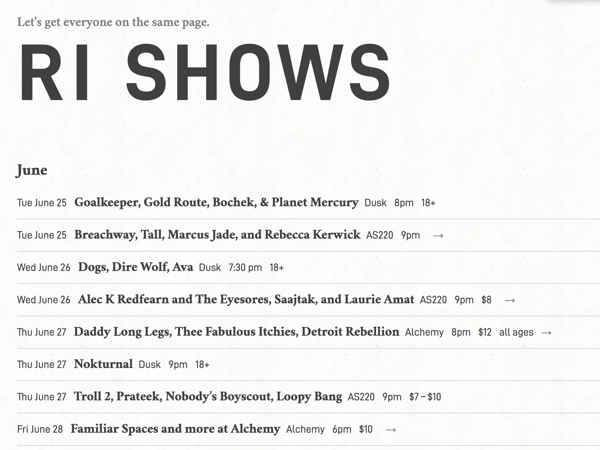 Let's get everyone on the same page.
RI SHOWS
June
Tue June 25 Goalkeeper, Gold Route, Bochek, & Planet Mercury Dusk 8pm 18+
Tue June 25 Breachway, Tall, Marcus Jade, and Rebecca Kerwick AS220 9pm →
Wed June 26 Dogs, Dire Wolf, Ava Dusk 7:30 pm 18+
Wed June 26 Alec K Redfearn and The Eyesores, Saajtak, and Laurie Amat AS220 9pm $8 →
Thu June 27 Daddy Long Legs, Thee Fabulous Itchies, Detroit Rebellion Alchemy 8pm $12 all ages →
Thu June 27 Nokturnal Dusk 9pm 18+
Thu June 27 Troll 2, Prateek, Nobody's Boyscout, Loopy Bang AS220 9pm $7–$10
Fri June 28 Familiar Spaces and more at Alchemy Alchemy 6pm $10 →